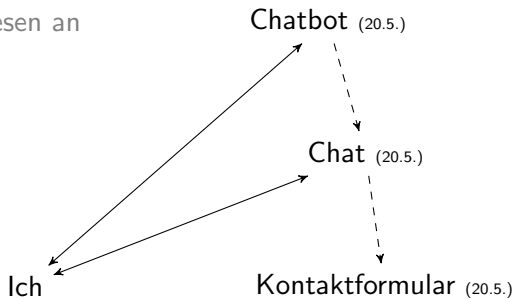 esen an
Chatbot (20.5.)
Chat (20.5.)
Ich
Kontaktformular (20.5.)